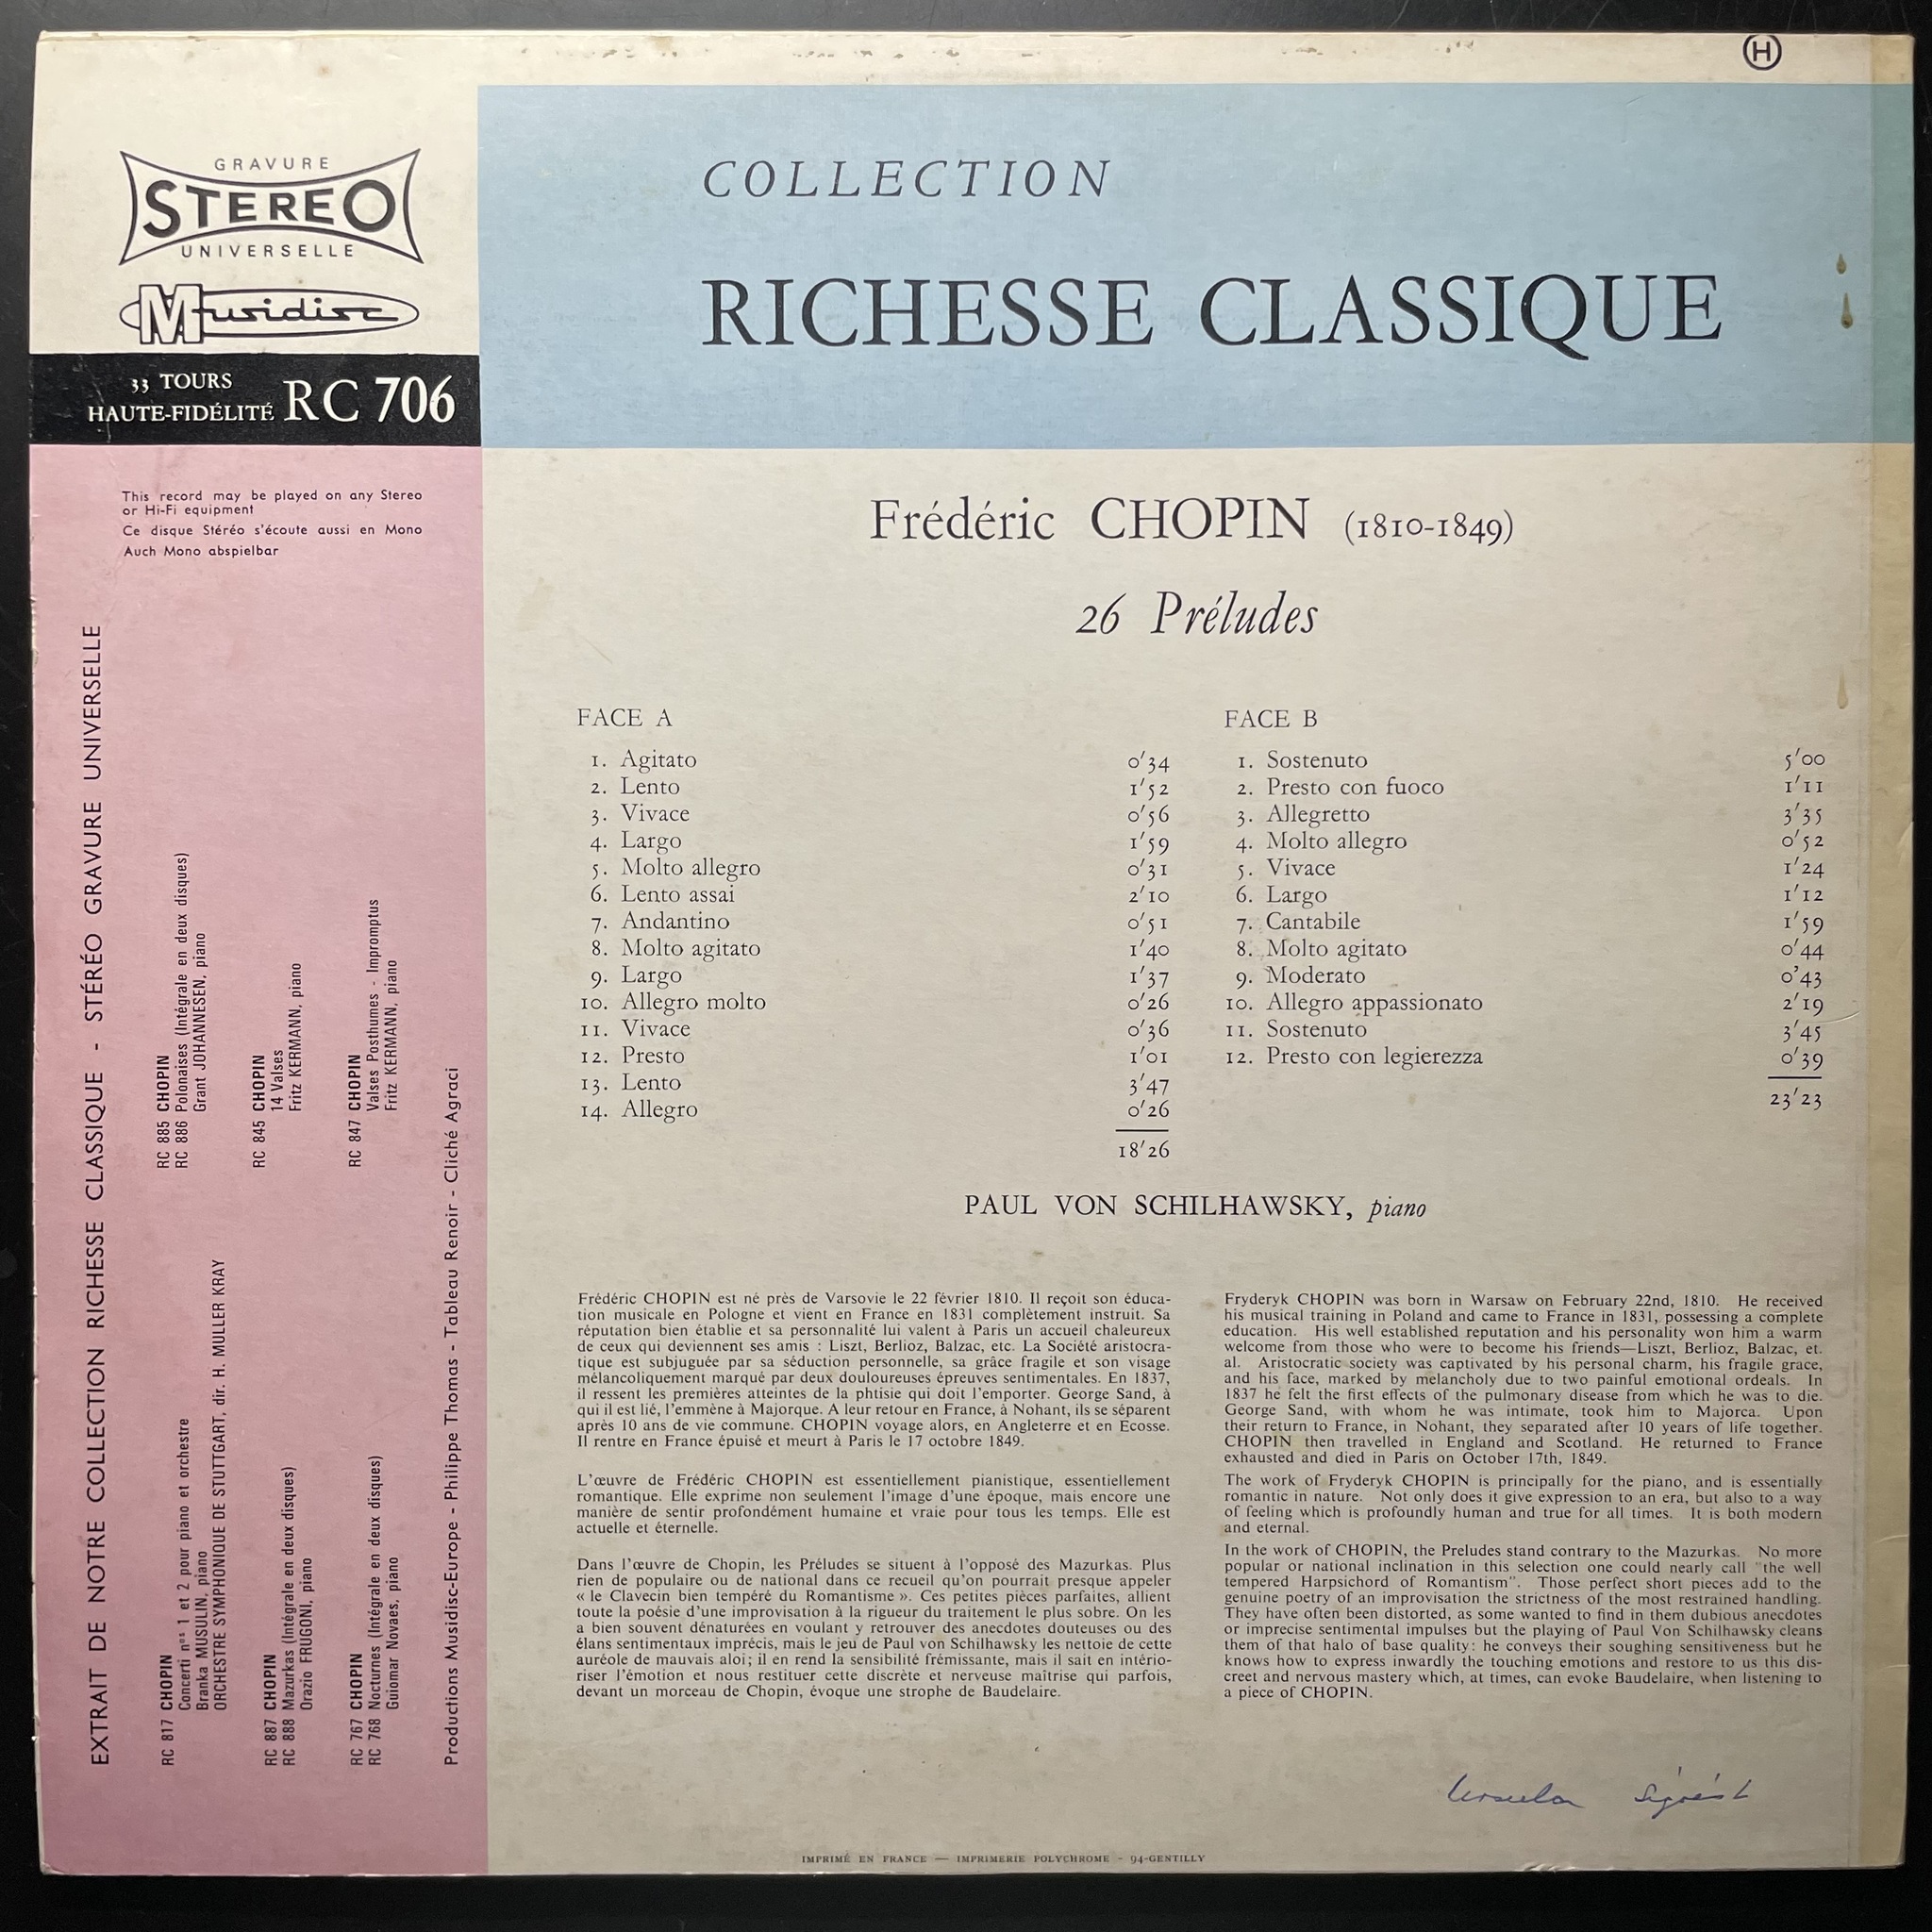 H
GRAVURE
STEREO
UNIVERSELLE
Musidisc
33 TOURS
HAUTE-FIDÉLITÉ RC 706
COLLECTION
RICHESSE CLASSIQUE
This record may be played on any Stereo
or Hi-Fi equipment
Ce disque Stéréo s'écoute aussi en Mono
Auch Mono abspielbar
EXTRAIT DE NOTRE COLLECTION RICHESSE CLASSIQUE - STÉRÉO GRAVURE UNIVERSELLE
RC 817 CHOPIN
Concerti nos 1 et 2 pour piano et orchestre
Branka MUSULIN, piano
ORCHESTRE SYMPHONIQUE DE STUTTGART, dir. H. MULLER KRAY
RC 887 CHOPIN
RC 888 Mazurkas (Intégrale en deux disques)
Orazio FRUGONI, piano
RC 767 CHOPIN
RC 768 Nocturnes (Intégrale en deux disques)
Guiomar Novaes, piano
RC 885 CHOPIN
RC 886 Polonaises (Intégrale en deux disques)
Grant JOHANNESEN, piano
RC 845 CHOPIN
14 Valses
Fritz KERMANN, piano
RC 847 CHOPIN
Valses Posthumes - Impromptus
Fritz KERMANN, piano
Productions Musidisc-Europe - Philippe Thomas - Tableau Renoir - Cliché Agraci
Frédéric CHOPIN (1810-1849)
26 Préludes
FACE A
1. Agitato 0'34
2. Lento 1'52
3. Vivace 0'56
4. Largo 1'59
5. Molto allegro 0'31
6. Lento assai 2'10
7. Andantino 0'51
8. Molto agitato 1'40
9. Largo 1'37
10. Allegro molto 0'26
11. Vivace 0'36
12. Presto 1'01
13. Lento 3'47
14. Allegro 0'26
18'26
FACE B
1. Sostenuto 5'00
2. Presto con fuoco 1'11
3. Allegretto 3'35
4. Molto allegro 0'52
5. Vivace 1'24
6. Largo 1'12
7. Cantabile 1'59
8. Molto agitato 0'44
9. Moderato 0'43
10. Allegro appassionato 2'19
11. Sostenuto 3'45
12. Presto con legierezza 0'39
23'23
PAUL VON SCHILHAWSKY, piano
Frédéric CHOPIN est né près de Varsovie le 22 février 1810. Il reçoit son éduca-
tion musicale en Pologne et vient en France en 1831 complètement instruit. Sa
réputation bien établie et sa personnalité lui valent à Paris un accueil chaleureux
de ceux qui deviennent ses amis : Liszt, Berlioz, Balzac, etc. La Société aristocra-
tique est subjuguée par sa séduction personnelle, sa grâce fragile et son visage
mélancoliquement marqué par deux douloureuses épreuves sentimentales. En 1837,
il ressent les premières atteintes de la phtisie qui doit l'emporter. George Sand, à
qui il est lié, l'emmène à Majorque. A leur retour en France, à Nohant, ils se séparent
après 10 ans de vie commune. CHOPIN voyage alors, en Angleterre et en Ecosse.
Il rentre en France épuisé et meurt à Paris le 17 octobre 1849.
L'œuvre de Frédéric CHOPIN est essentiellement pianistique, essentiellement
romantique. Elle exprime non seulement l'image d'une époque, mais encore une
manière de sentir profondément humaine et vraie pour tous les temps. Elle est
actuelle et éternelle.
Dans l'œuvre de Chopin, les Préludes se situent à l'opposé des Mazurkas. Plus
rien de populaire ou de national dans ce recueil qu'on pourrait presque appeler
« le Clavecin bien tempéré du Romantisme ». Ces petites pièces parfaites, allient
toute la poésie d'une improvisation à la rigueur du traitement le plus sobre. On les
a bien souvent dénaturées en voulant y retrouver des anecdotes douteuses ou des
élans sentimentaux imprécis, mais le jeu de Paul von Schilhawsky les nettoie de cette
auréole de mauvais aloi; il en rend la sensibilité frémissante, mais il sait en intério-
riser l'émotion et nous restituer cette discrète et nerveuse maîtrise qui parfois,
devant un morceau de Chopin, évoque une strophe de Baudelaire.
Fryderyk CHOPIN was born in Warsaw on February 22nd, 1810. He received
his musical training in Poland and came to France in 1831, possessing a complete
education. His well established reputation and his personality won him a warm
welcome from those who were to become his friends—Liszt, Berlioz, Balzac, et.
al. Aristocratic society was captivated by his personal charm, his fragile grace,
and his face, marked by melancholy due to two painful emotional ordeals. In
1837 he felt the first effects of the pulmonary disease from which he was to die.
George Sand, with whom he was intimate, took him to Majorca. Upon
their return to France, in Nohant, they separated after 10 years of life together.
CHOPIN then travelled in England and Scotland. He returned to France
exhausted and died in Paris on October 17th, 1849.
The work of Fryderyk CHOPIN is principally for the piano, and is essentially
romantic in nature. Not only does it give expression to an era, but also to a way
of feeling which is profoundly human and true for all times. It is both modern
and eternal.
In the work of CHOPIN, the Preludes stand contrary to the Mazurkas. No more
popular or national inclination in this selection one could nearly call "the well
tempered Harpsichord of Romantism". Those perfect short pieces add to the
genuine poetry of an improvisation the strictness of the most restrained handling.
They have often been distorted, as some wanted to find in them dubious anecdotes
or imprecise sentimental impulses but the playing of Paul Von Schilhawsky cleans
them of that halo of base quality: he conveys their soughing sensitiveness but he
knows how to express inwardly the touching emotions and restore to us this dis-
creet and nervous mastery which, at times, can evoke Baudelaire, when listening to
a piece of CHOPIN.
IMPRIMÉ EN FRANCE — IMPRIMERIE POLYCHROME - 94-GENTILLY